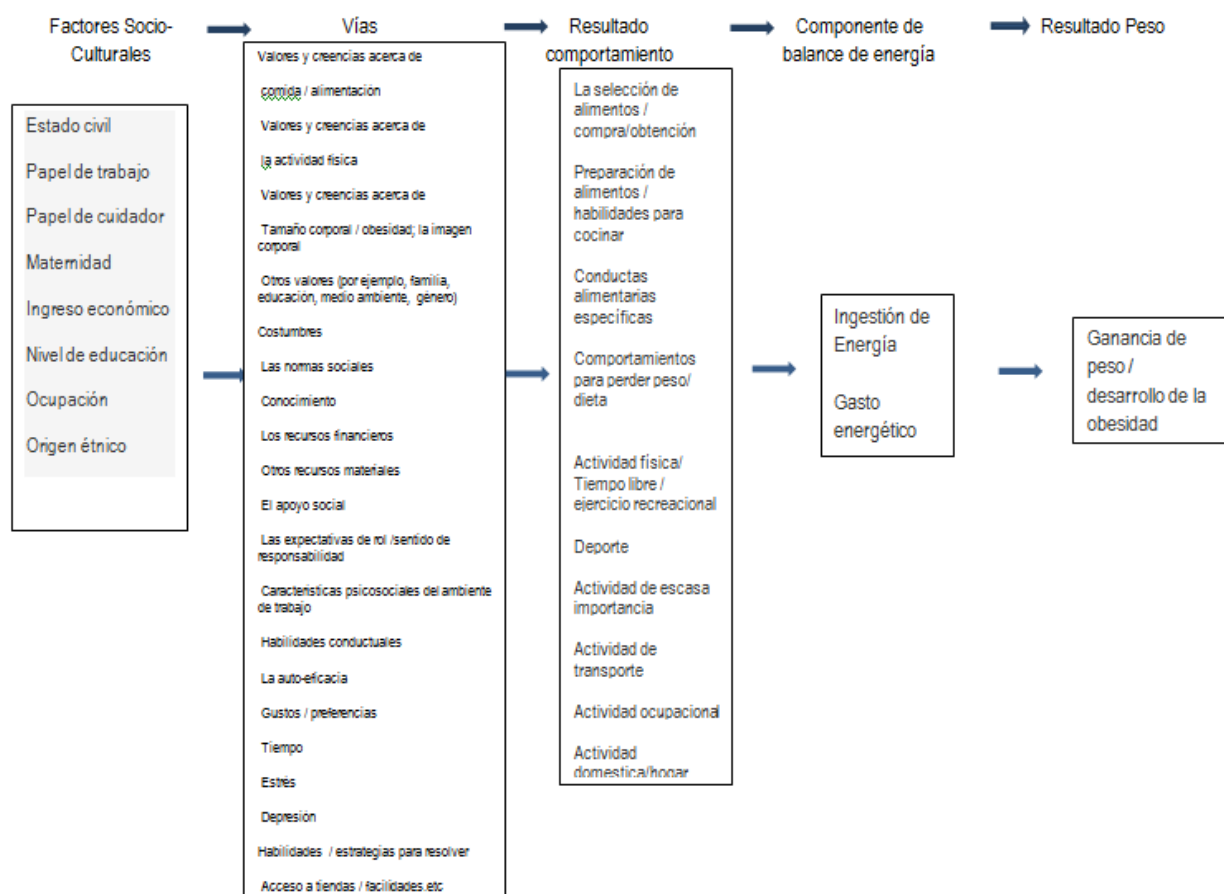 Factores Socio-
Culturales
Vías
Resultado
comportamiento
Componente de
balance de energía
Resultado Peso
Estado civil
Papel de trabajo
Papel de cuidador
Maternidad
Ingreso económico
Nivel de educación
Ocupación
Origen étnico
Valores y creencias acerca de
comida / alimentación
Valores y creencias acerca de
la actividad física
Valores y creencias acerca de
Tamaño corporal / obesidad; la imagen
corporal
Otros valores (por ejemplo, familia,
educación, medio ambiente, género)
Costumbres
Las normas sociales
Conocimiento
Los recursos financieros
Otros recursos materiales
El apoyo social
Las expectativas de rol /sentido de
responsabilidad
Características psicosociales del ambiente
de trabajo
Habilidades conductuales
La auto-eficacia
Gustos / preferencias
Tiempo
Estrés
Depresión
Habilidades / estrategias para resolver
Acceso a tiendas / facilidades.etc
La selección de
alimentos /
compra/obtención
Preparación de
alimentos /
habilidades para
cocinar
Conductas
alimentarias
específicas
Comportamientos
para perder peso/
dieta
Actividad física/
Tiempo libre /
ejercicio recreacional
Deporte
Actividad de escasa
importancia
Actividad de
transporte
Actividad ocupacional
Actividad
domestica/hogar
Ingestión de
Energía
Gasto
energético
Ganancia de
peso /
desarrollo de la
obesidad